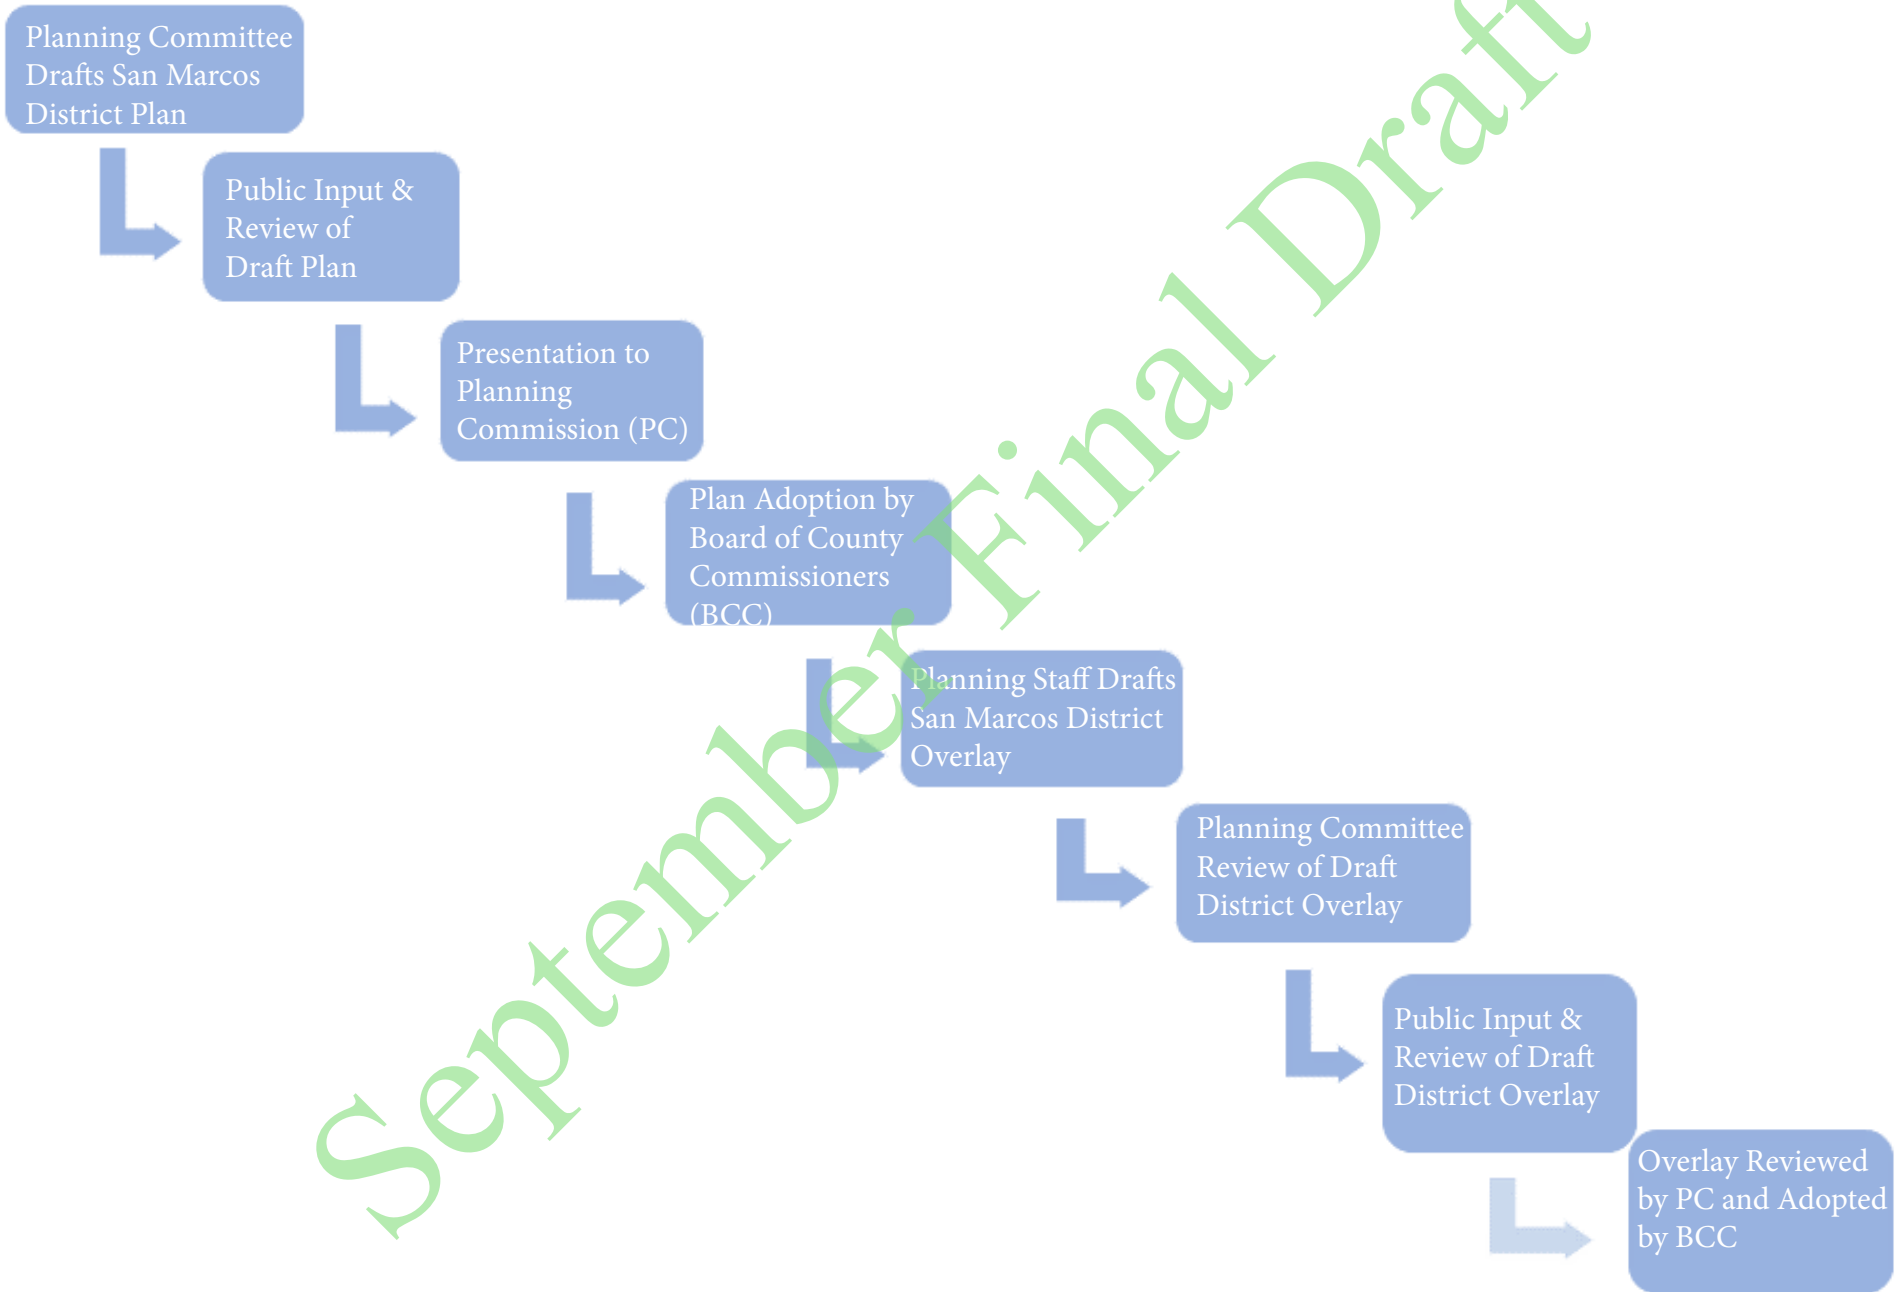 Planning Committee
Drafts San Marcos
District Plan
Public Input &
Review of
Draft Plan
Presentation to
Planning
Commission (PC)
Plan Adoption by
Board of County
Commissioners
(BCC)
Planning Staff Drafts
San Marcos District
Overlay
Planning Committee
Review of Draft
District Overlay
Public Input &
Review of Draft
District Overlay
Overlay Reviewed
by PC and Adopted
by BCC
September Final Draft